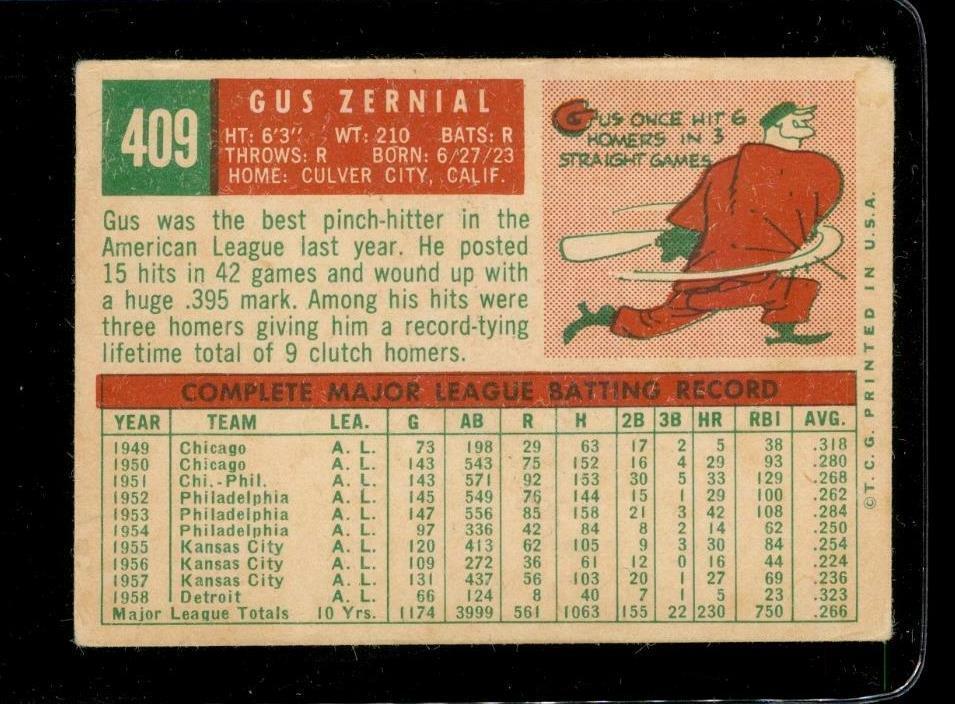 409
GUS ZERNIAL
HT: 6'3" WT: 210 BATS: R
THROWS: R BORN: 6/27/23
HOME: CULVER CITY, CALIF.
GUS ONCE HIT 6
HOMERS IN 3
STRAIGHT GAMES
Gus was the best pinch-hitter in the
American League last year. He posted
15 hits in 42 games and wound up with
a huge .395 mark. Among his hits were
three homers giving him a record-tying
lifetime total of 9 clutch homers.
COMPLETE MAJOR LEAGUE BATTING RECORD
YEAR TEAM LEA. G AB R H 2B 3B HR RBI AVG.
1949 Chicago A. L. 73 198 29 63 17 2 5 38 .318
1950 Chicago A. L. 143 543 75 152 16 4 29 93 .280
1951 Chi.-Phil. A. L. 143 571 92 153 30 5 33 129 .268
1952 Philadelphia A. L. 145 549 76 144 15 1 29 100 .262
1953 Philadelphia A. L. 147 556 85 158 21 3 42 108 .284
1954 Philadelphia A. L. 97 336 42 84 8 2 14 62 .250
1955 Kansas City A. L. 120 413 62 105 9 3 30 84 .254
1956 Kansas City A. L. 109 272 36 61 12 0 16 44 .224
1957 Kansas City A. L. 131 437 56 103 20 1 27 69 .236
1958 Detroit A. L. 66 124 8 40 7 1 5 23 .323
Major League Totals 10 Yrs. 1174 3999 561 1063 155 22 230 750 .266
©T. C. G. PRINTED IN U.S.A.